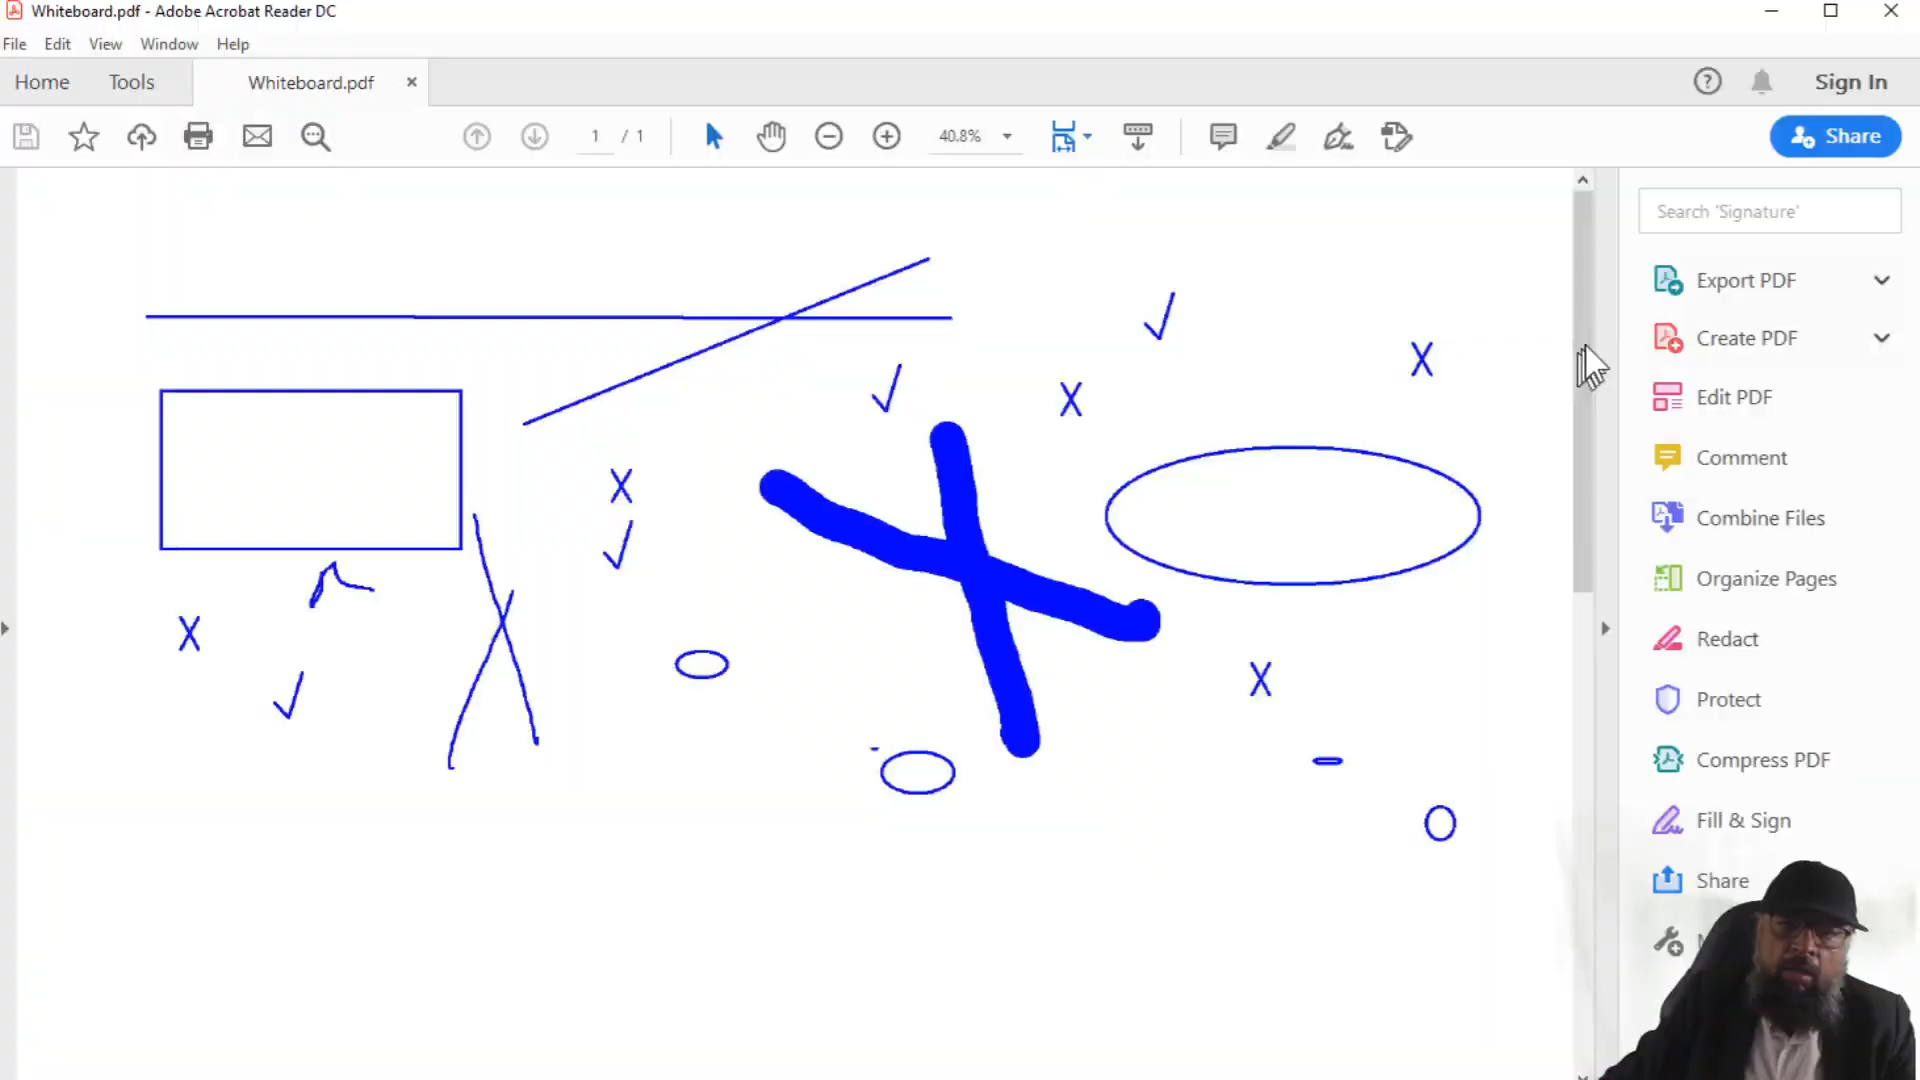 Whiteboard.pdf - Adobe Acrobat Reader DC
File Edit View Window Help
Home Tools Whiteboard.pdf × Sign In
1 / 1 40.8% Share
Search 'Signature'
Export PDF
Create PDF
Edit PDF
Comment
Combine Files
Organize Pages
Redact
Protect
Compress PDF
Fill & Sign
Share
✓
X
✓
X
X
✓
X
✓
X